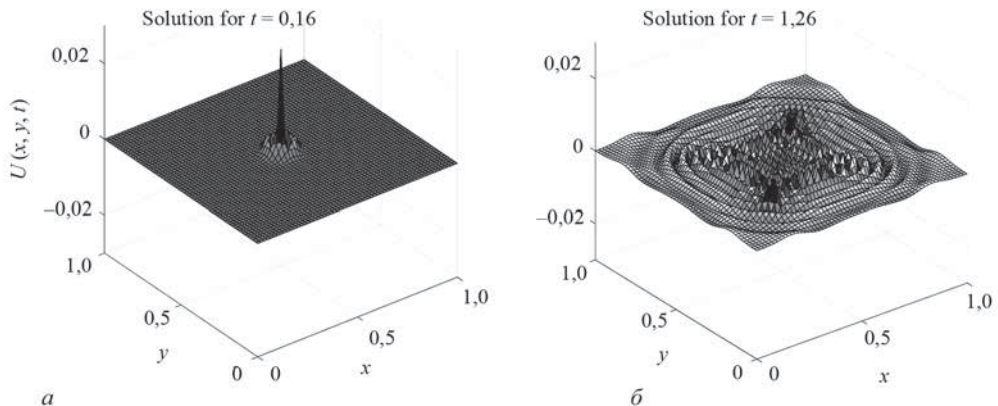 Solution for t = 0,16
0,02
0
–0,02
1,0
0,5
0
0
0,5
1,0
U (x, y, t)
y
x
а
Solution for t = 1,26
0,02
0
–0,02
1,0
0,5
0
0
0,5
1,0
y
x
б